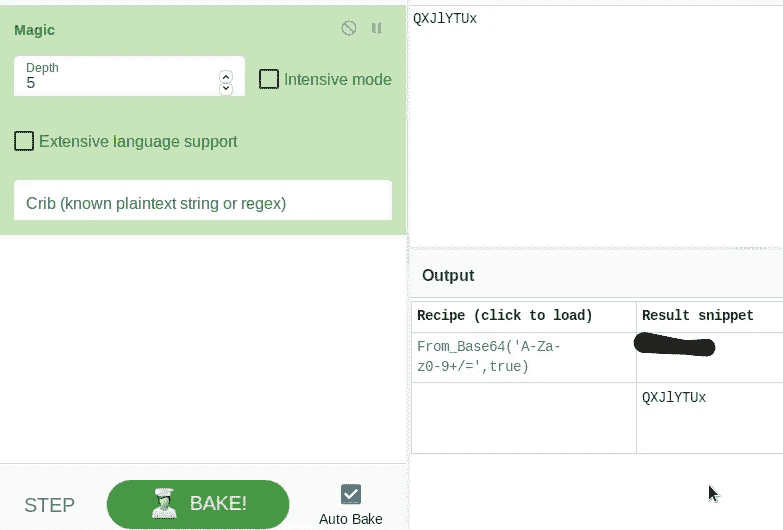 Magic
Depth
5
Intensive mode
Extensive language support
Crib (known plaintext string or regex)
STEP
BAKE!
Auto Bake
QXJlYTUx
Output
Recipe (click to load)
Result snippet
From_Base64('A-Za-
z0-9+/=',true)
QXJlYTUx